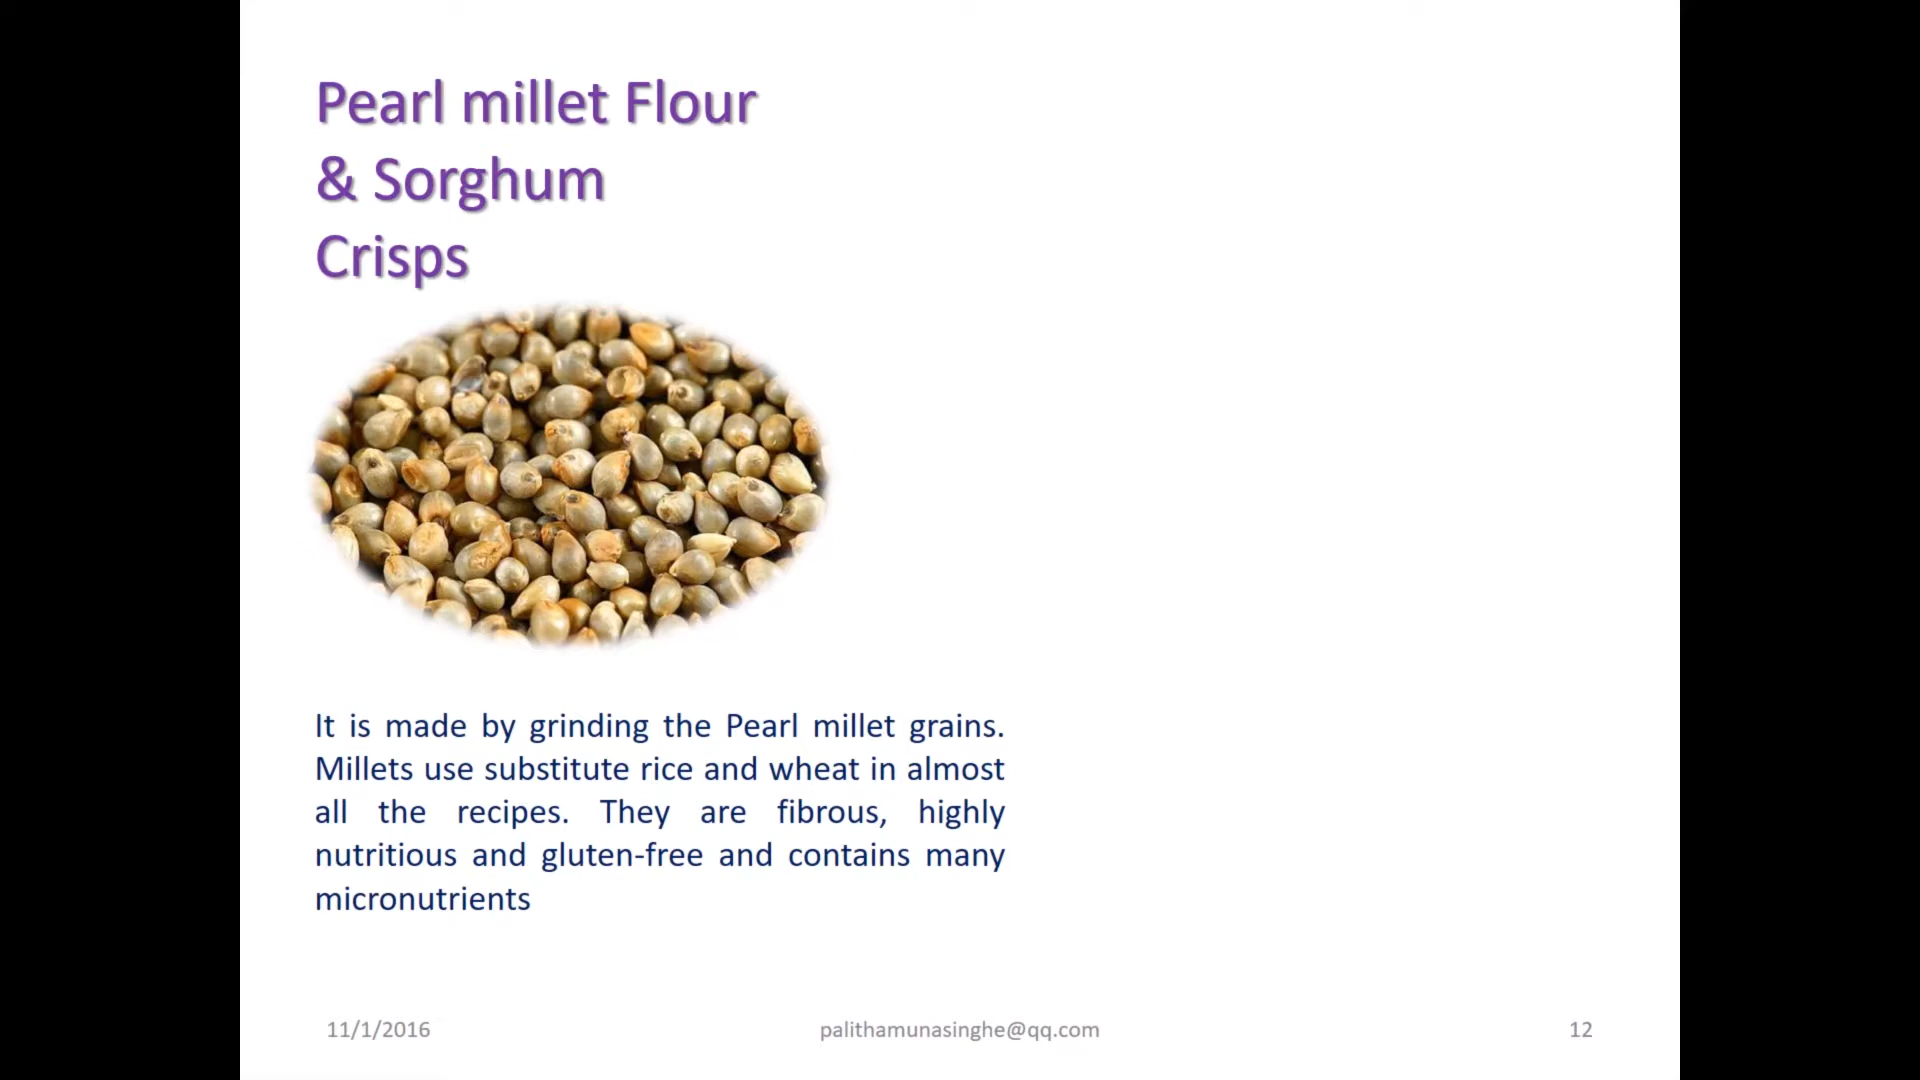 Pearl millet Flour
& Sorghum
Crisps
It is made by grinding the Pearl millet grains.
Millets use substitute rice and wheat in almost
all the recipes. They are fibrous, highly
nutritious and gluten-free and contains many
micronutrients
11/1/2016
palithamunasinghe@qq.com
12